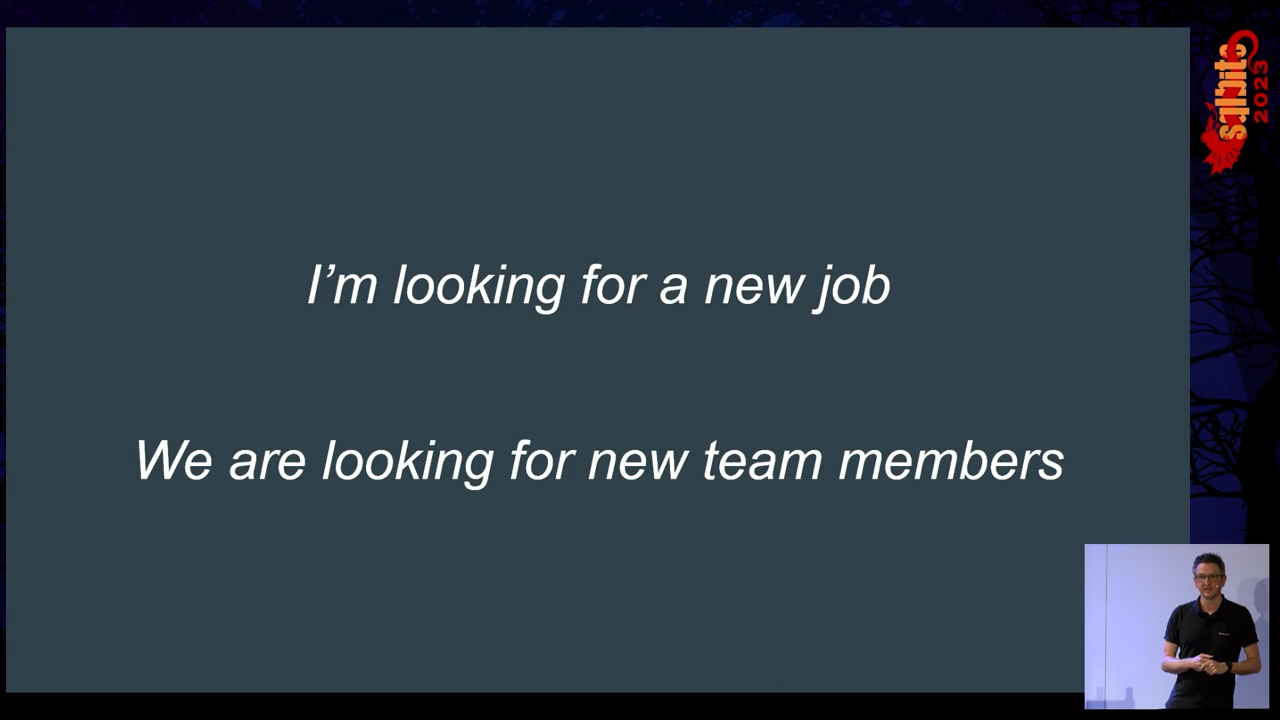 I’m looking for a new job
We are looking for new team members
sqlbits
2023